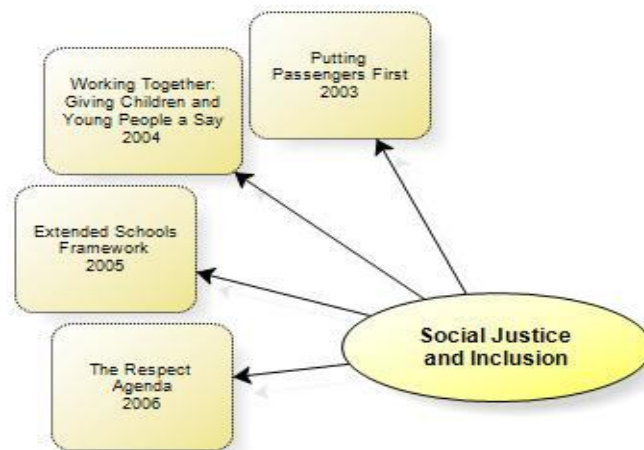 Putting
Passengers First
2003
Working Together:
Giving Children and
Young People a Say
2004
Extended Schools
Framework
2005
The Respect
Agenda
2006
Social Justice
and Inclusion